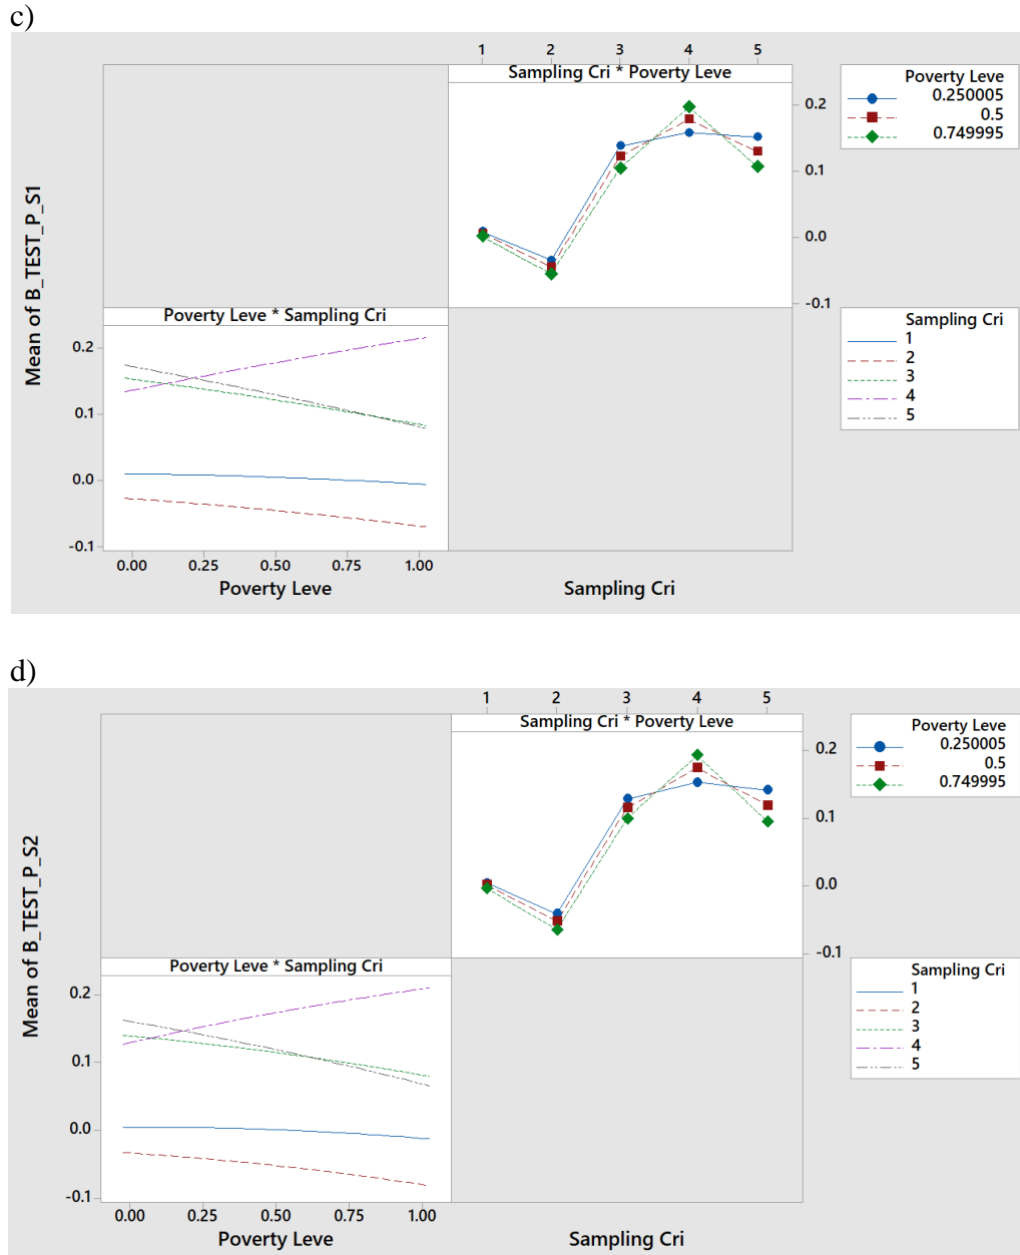 c)
1 2 3 4 5
Sampling Cri * Poverty Leve
Poverty Leve
0.250005
0.5
0.749995
0.2
0.1
0.0
-0.1
Mean of B_TEST_P_S1
Poverty Leve * Sampling Cri
0.2
0.1
0.0
-0.1
Sampling Cri
1
2
3
4
5
0.00 0.25 0.50 0.75 1.00
Poverty Leve
Sampling Cri
d)
1 2 3 4 5
Sampling Cri * Poverty Leve
Poverty Leve
0.250005
0.5
0.749995
0.2
0.1
0.0
-0.1
Mean of B_TEST_P_S2
Poverty Leve * Sampling Cri
0.2
0.1
0.0
-0.1
Sampling Cri
1
2
3
4
5
0.00 0.25 0.50 0.75 1.00
Poverty Leve
Sampling Cri